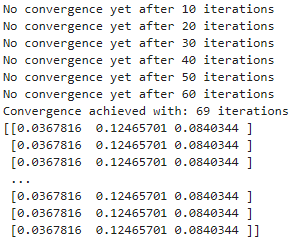 No convergence yet after 10 iterations
No convergence yet after 20 iterations
No convergence yet after 30 iterations
No convergence yet after 40 iterations
No convergence yet after 50 iterations
No convergence yet after 60 iterations
Convergence achieved with: 69 iterations
[[0.0367816  0.12465701 0.0840344 ]
 [0.0367816  0.12465701 0.0840344 ]
 [0.0367816  0.12465701 0.0840344 ]
 ...
 [0.0367816  0.12465701 0.0840344 ]
 [0.0367816  0.12465701 0.0840344 ]
 [0.0367816  0.12465701 0.0840344 ]]